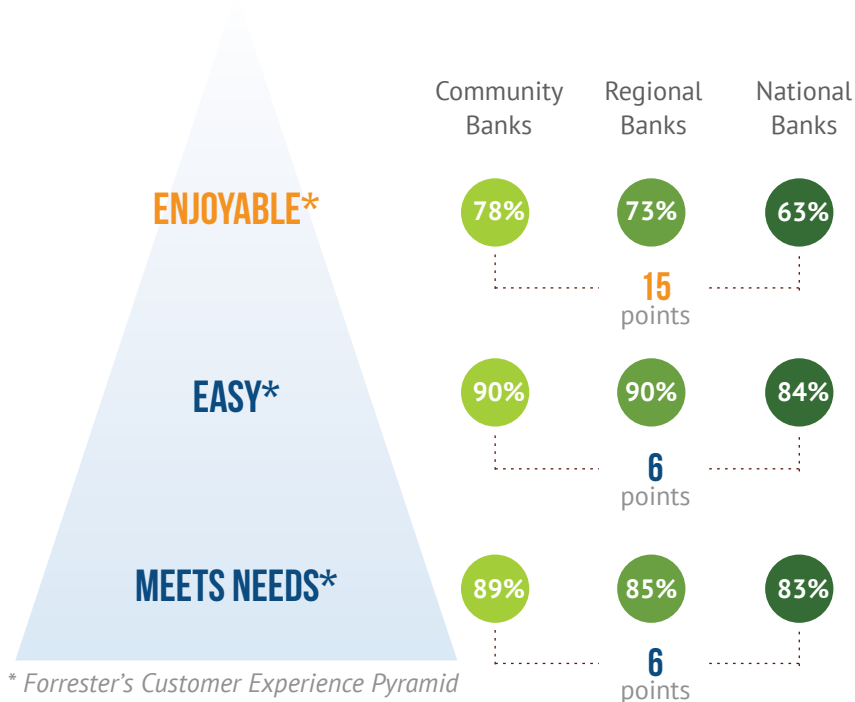 Community Banks
Regional Banks
National Banks
ENJOYABLE*
78%
73%
63%
15
points
EASY*
90%
90%
84%
6
points
MEETS NEEDS*
89%
85%
83%
6
points
* Forrester's Customer Experience Pyramid